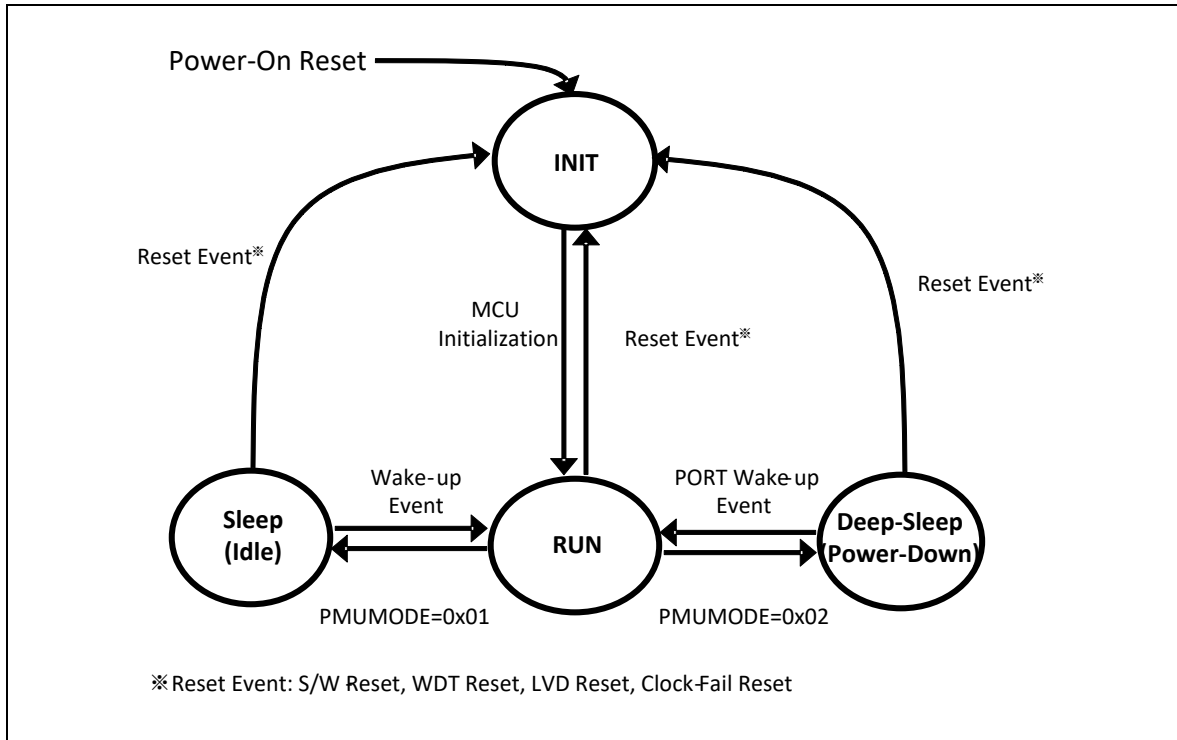 Power-On Reset
INIT
Reset Event※
Reset Event※
MCU
Initialization
Reset Event※
Wake-up
Event
PORT Wake-up
Event
Sleep
(Idle)
RUN
Deep-Sleep
(Power-Down)
PMUMODE=0x01
PMUMODE=0x02
※Reset Event: S/W Reset, WDT Reset, LVD Reset, Clock-Fail Reset